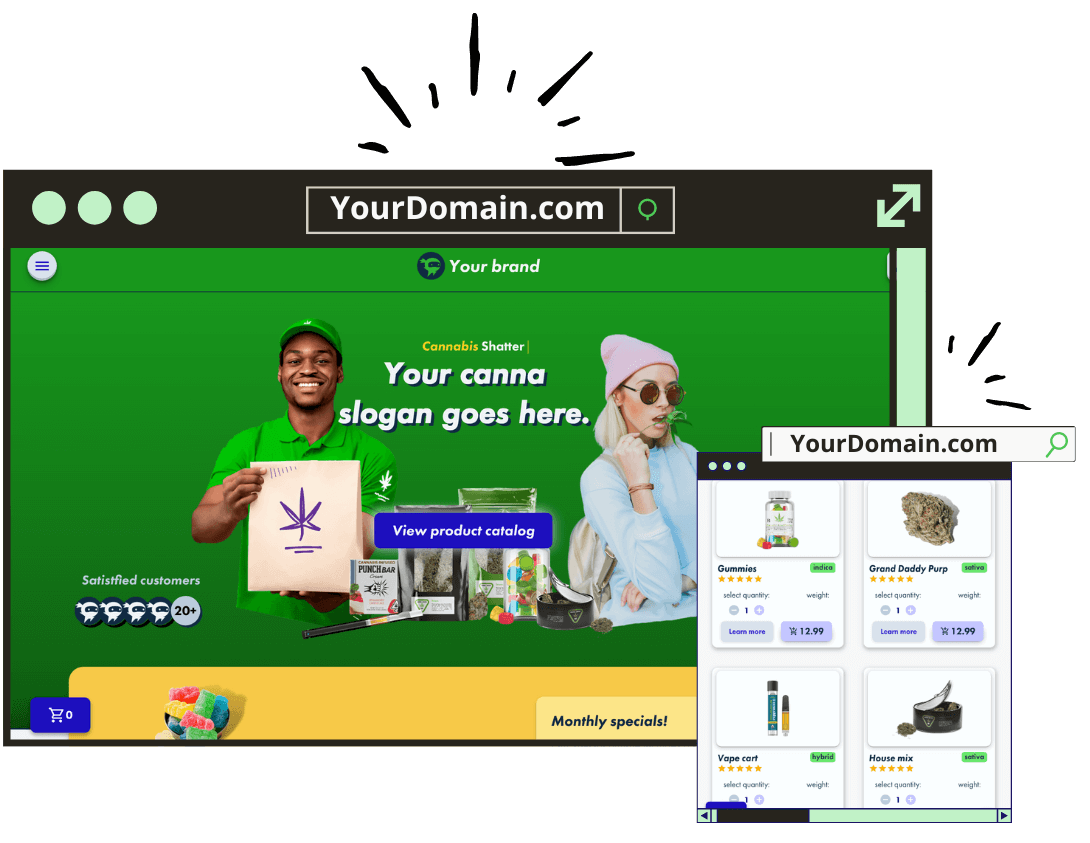 YourDomain.com
Your brand
Cannabis Shatter
Your canna
slogan goes here.
View product catalog
PUNCH BAR
Satistfied customers
20+
0
Monthly specials!
YourDomain.com
Gummies indica
select quantity: weight:
1
Learn more 12.99
Grand Daddy Purp sativa
select quantity: weight:
1
Learn more 12.99
Vape cart hybrid
select quantity: weight:
1
House mix sativa
select quantity: weight:
1